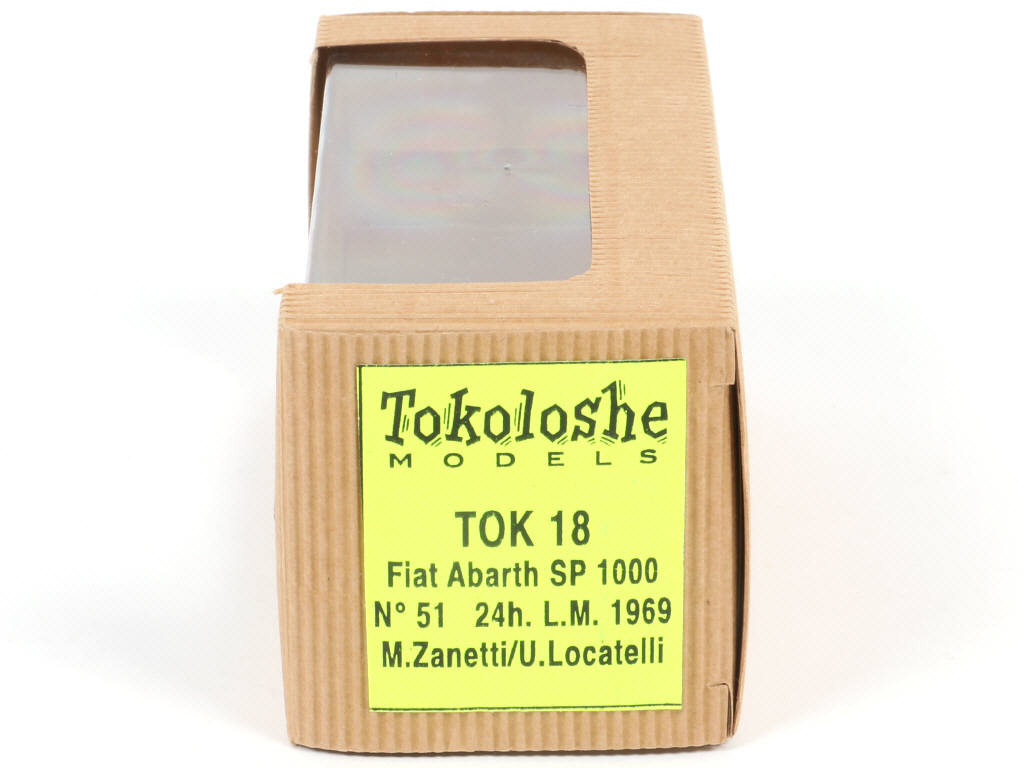 Tokoloshe
MODELS
TOK 18
Fiat Abarth SP 1000
N° 51 24h. L.M. 1969
M.Zanetti/U.Locatelli